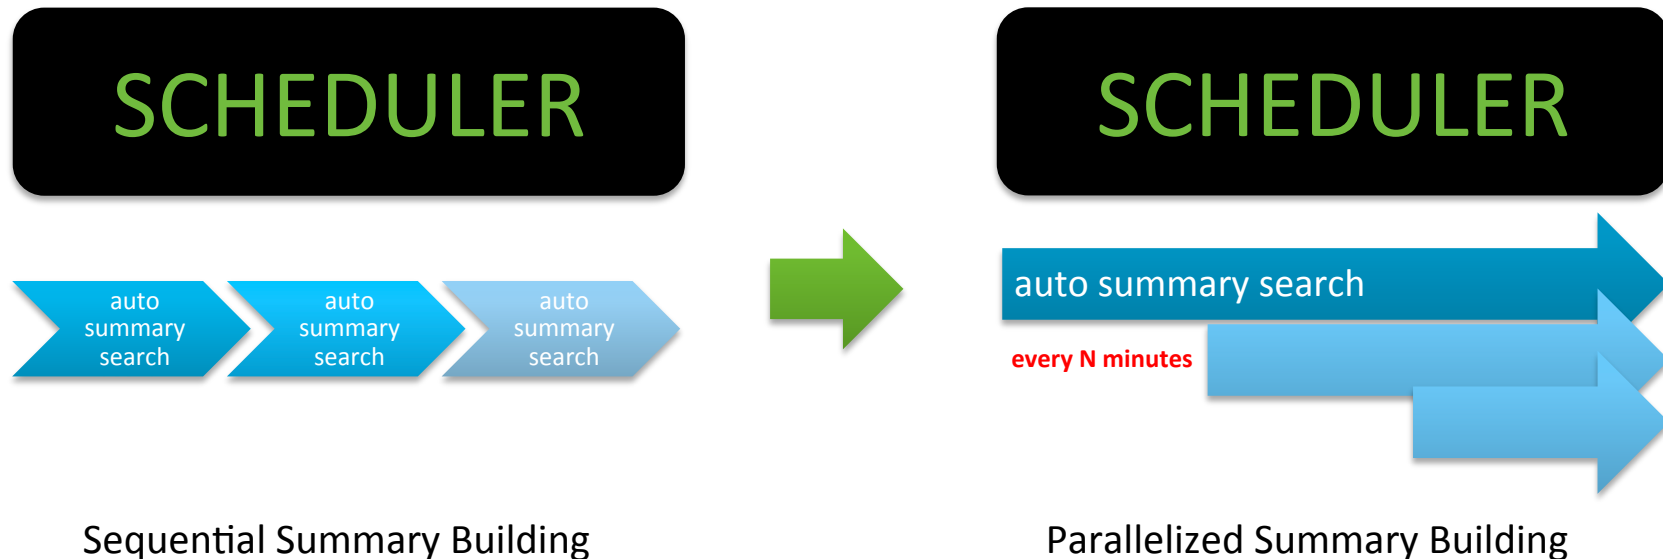 SCHEDULER
auto
summary
search
auto
summary
search
auto
summary
search
Sequential Summary Building
SCHEDULER
auto summary search
every N minutes
Parallelized Summary Building